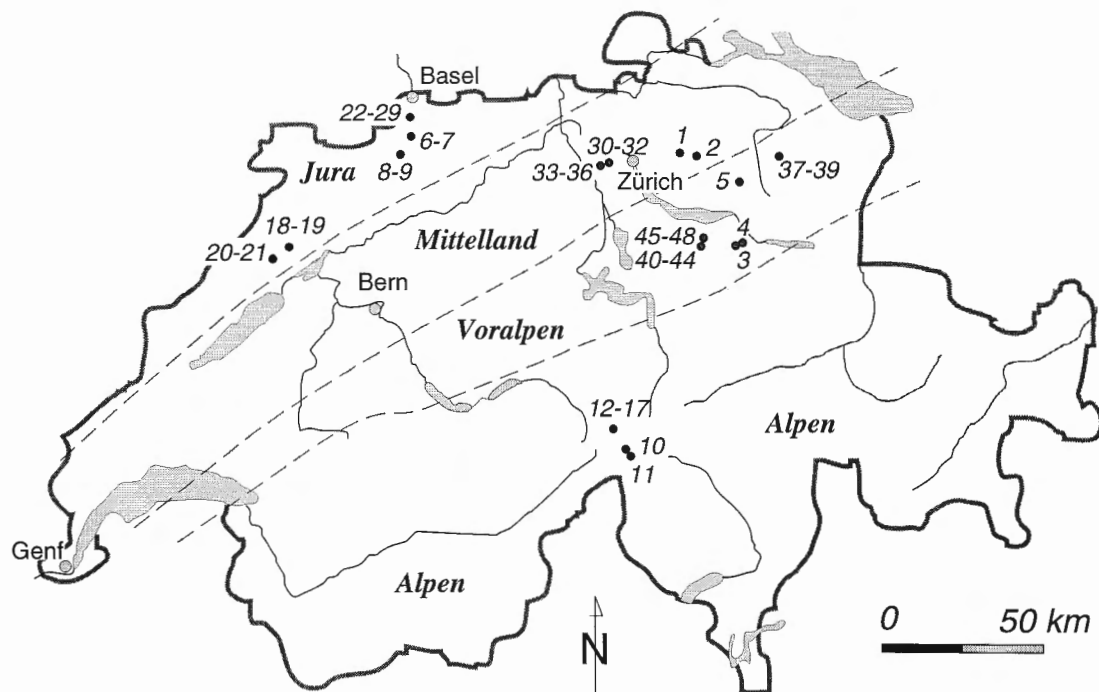 Basel
22-29
6-7
Jura
8-9
30-32
1
2
33-36
Zürich
37-39
5
18-19
20-21
Mittelland
45-48
4
40-44
3
Bern
Voralpen
12-17
10
Alpen
11
Genf
Alpen
N
0 50 km